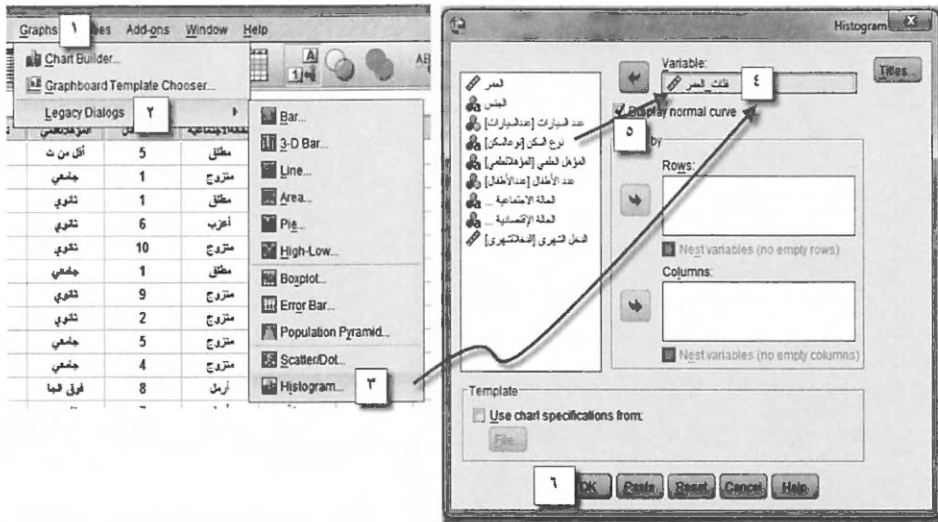 Graphs ١ Add-ons Window Help
Chart Builder...
Graphboard Template Chooser...
Legacy Dialogs ٢
Bar...
3-D Bar...
Line...
Area...
Pie...
High-Low...
Boxplot...
Error Bar...
Population Pyramid...
Scatter/Dot...
Histogram... ٣
مطلق 5 أقل من ث
متزوج 1 جامعي
مطلق 1 ثانوي
أعزب 6 ثانوي
متزوج 10 ثانوي
مطلق 1 جامعي
متزوج 9 ثانوي
متزوج 2 ثانوي
متزوج 5 جامعي
متزوج 4 جامعي
أرمل 8 فوق الجا
Histogram
العمر
الجنس
عدد السيارات [عددالسيارات]
نوع السكن [نوعالسكن]
المؤهل العلمي [المؤهلالعلمي]
عدد الأطفال [عددالأطفال]
الحالة الاجتماعية ...
الحالة الإقتصادية ...
الدخل الشهري [الدخلالشهري]
Variable:
فئات_العمر ٤
Titles...
Display normal curve
٥
by
Rows:
Nest variables (no empty rows)
Columns:
Nest variables (no empty columns)
Template
Use chart specifications from:
File...
٦ OK Paste Reset Cancel Help